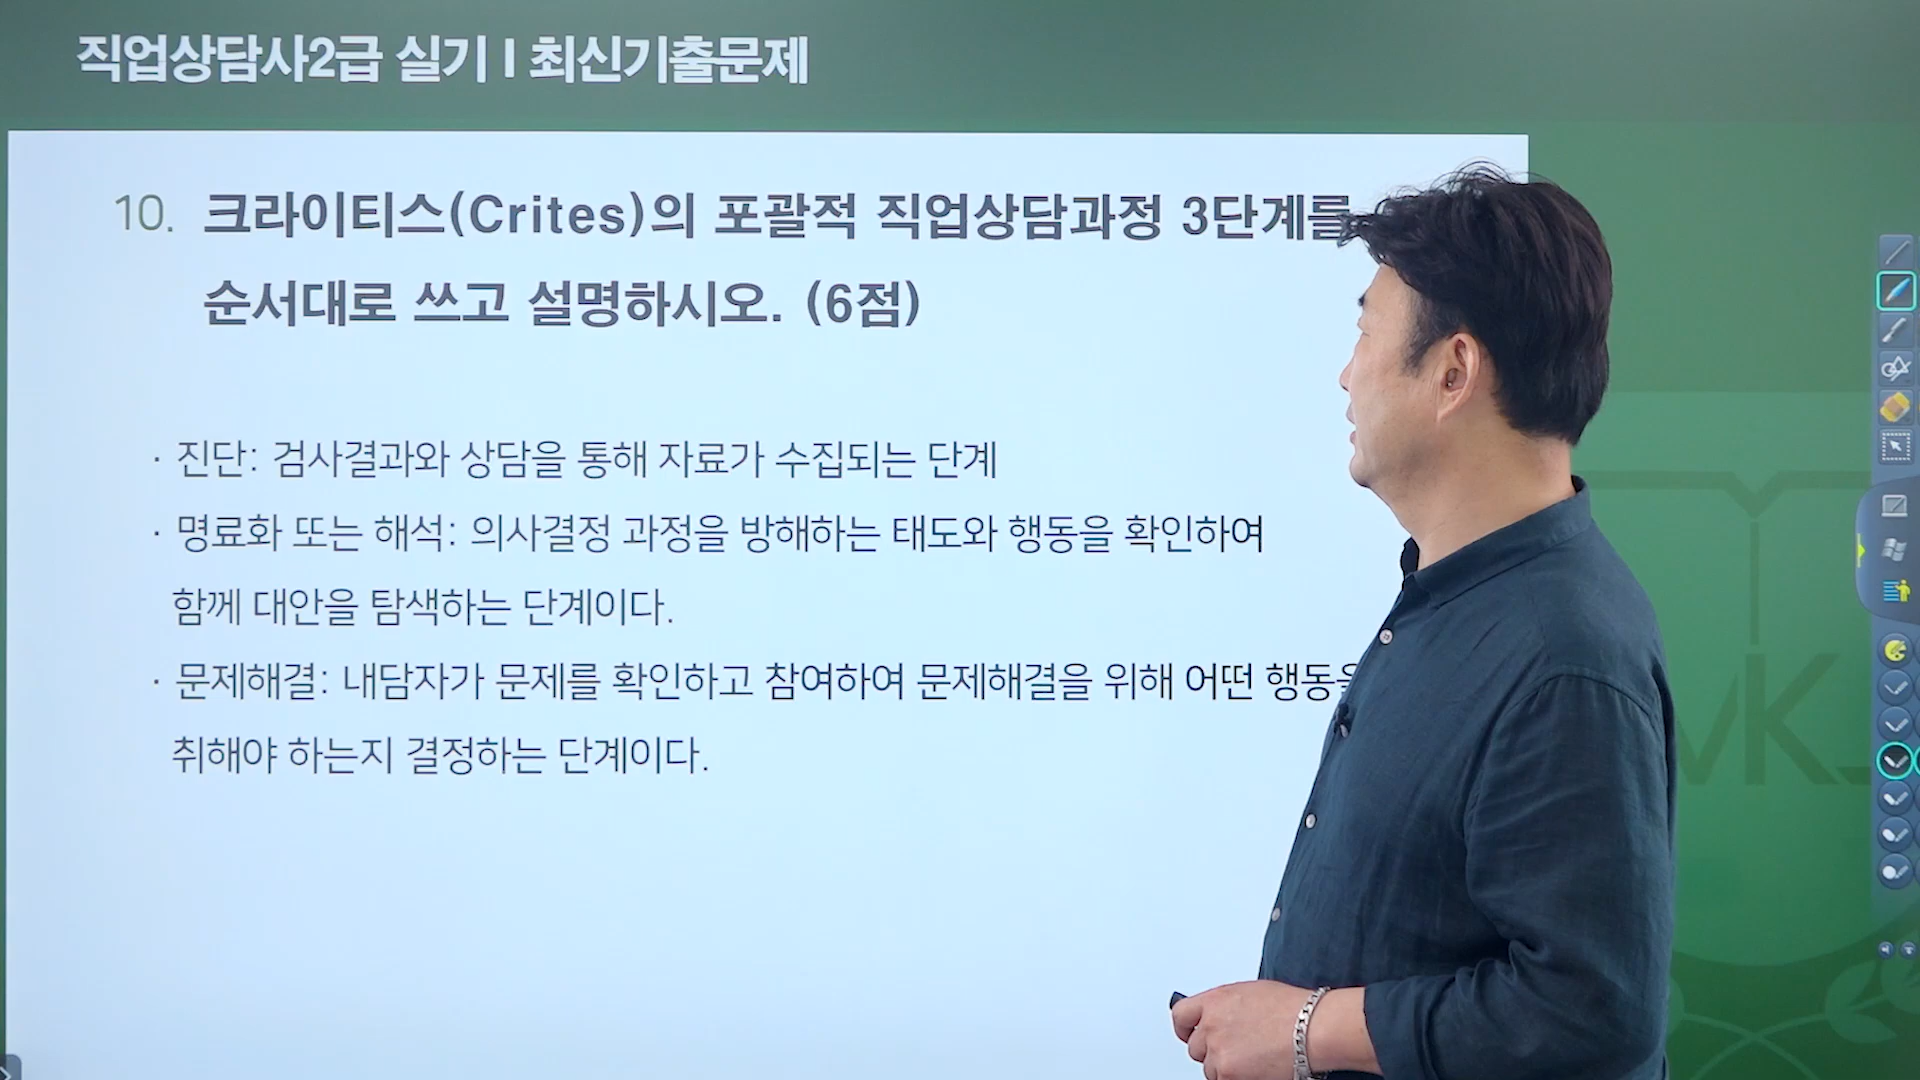 직업상담사2급 실기 I 최신기출문제
10. 크라이티스(Crites)의 포괄적 직업상담과정 3단계를
순서대로 쓰고 설명하시오. (6점)
· 진단: 검사결과와 상담을 통해 자료가 수집되는 단계
· 명료화 또는 해석: 의사결정 과정을 방해하는 태도와 행동을 확인하여
함께 대안을 탐색하는 단계이다.
· 문제해결: 내담자가 문제를 확인하고 참여하여 문제해결을 위해 어떤 행동을
취해야 하는지 결정하는 단계이다.